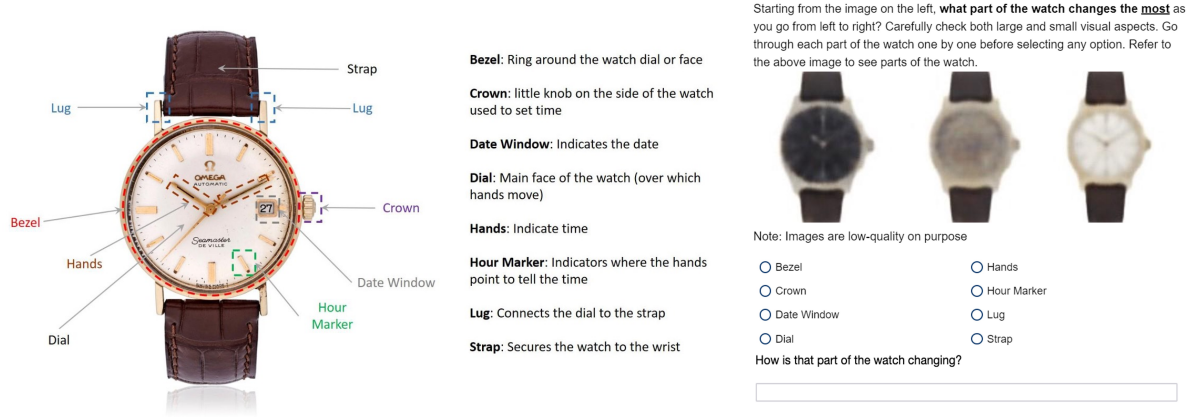 Strap
Lug
Lug
OMEGA
AUTOMATIC
27
Crown
Bezel
Seamaster
DE VILLE
Hands
Date Window
Hour
Marker
Dial
Bezel: Ring around the watch dial or face
Crown: little knob on the side of the watch
used to set time
Date Window: Indicates the date
Dial: Main face of the watch (over which
hands move)
Hands: Indicate time
Hour Marker: Indicators where the hands
point to tell the time
Lug: Connects the dial to the strap
Strap: Secures the watch to the wrist
Starting from the image on the left, what part of the watch changes the most as
you go from left to right? Carefully check both large and small visual aspects. Go
through each part of the watch one by one before selecting any option. Refer to
the above image to see parts of the watch.
Note: Images are low-quality on purpose
Bezel
Hands
Crown
Hour Marker
Date Window
Lug
Dial
Strap
How is that part of the watch changing?